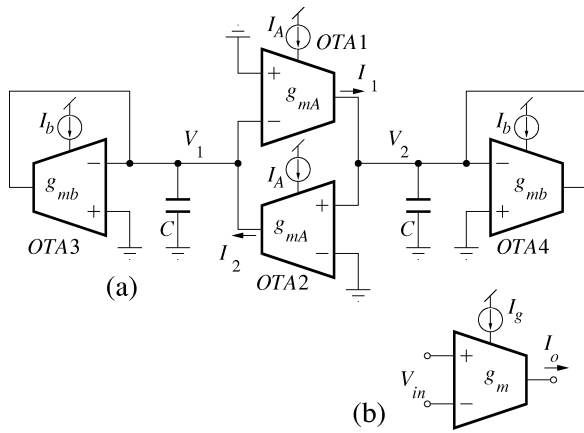 I_A
OTA1
+
g_mA
−
I_1
I_b
V_1
g_mb
−
+
C
OTA3
I_A
+
g_mA
−
I_2
OTA2
V_2
I_b
−
g_mb
+
C
OTA4
(a)
I_g
V_in
+
g_m
−
I_o
(b)